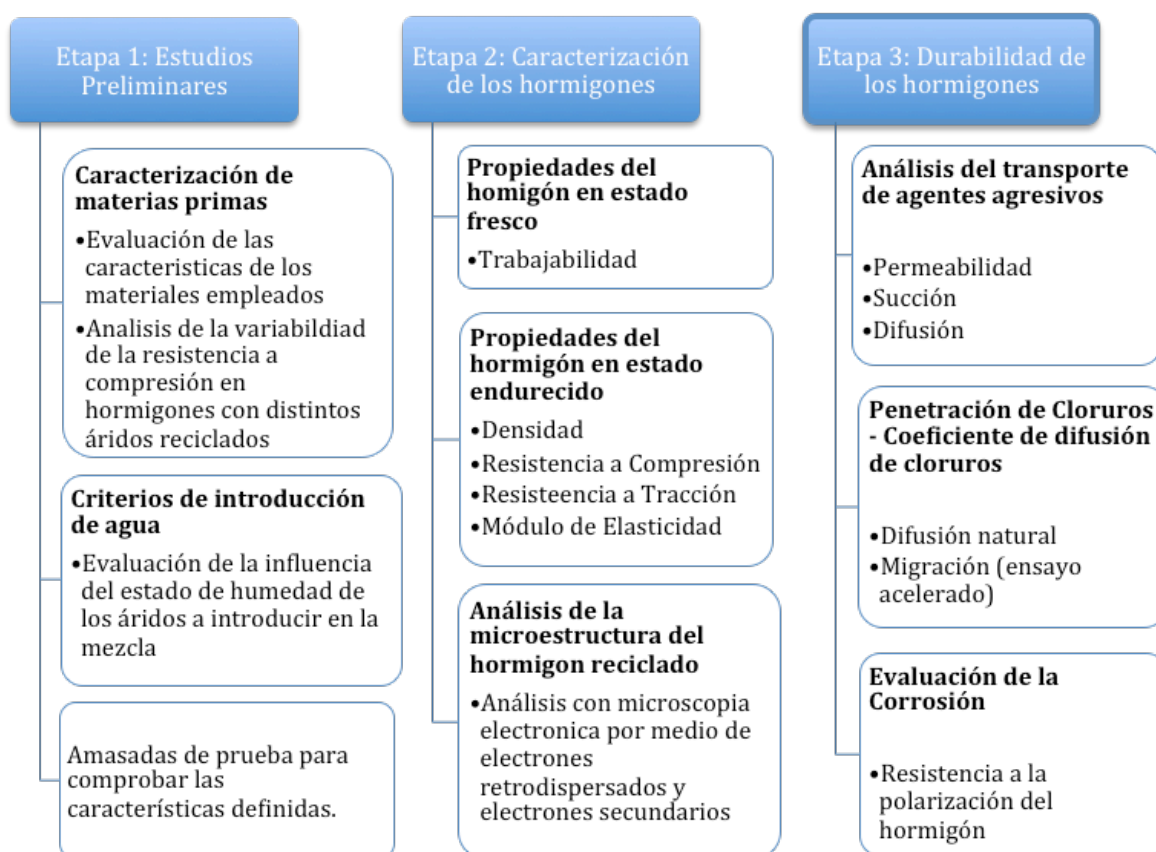 Etapa 1: Estudios
Preliminares
Caracterización de
materias primas
•Evaluación de las
caracteristicas de los
materiales empleados
•Analisis de la variabildiad
de la resistencia a
compresión en
hormigones con distintos
áridos reciclados
Criterios de introducción
de agua
•Evaluación de la influencia
del estado de humedad de
los áridos a introducir en la
mezcla
Amasadas de prueba para
comprobar las
características definidas.
Etapa 2: Caracterización
de los hormigones
Propiedades del
homigón en estado
fresco
•Trabajabilidad
Propiedades del
hormigón en estado
endurecido
•Densidad
•Resistencia a Compresión
•Resisteencia a Tracción
•Módulo de Elasticidad
Análisis de la
microestructura del
hormigon reciclado
•Análisis con microscopia
electronica por medio de
electrones
retrodispersados y
electrones secundarios
Etapa 3: Durabilidad de
los hormigones
Análisis del transporte
de agentes agresivos
•Permeabilidad
•Succión
•Difusión
Penetración de Cloruros
- Coeficiente de difusión
de cloruros
•Difusión natural
•Migración (ensayo
acelerado)
Evaluación de la
Corrosión
•Resistencia a la
polarización del
hormigón